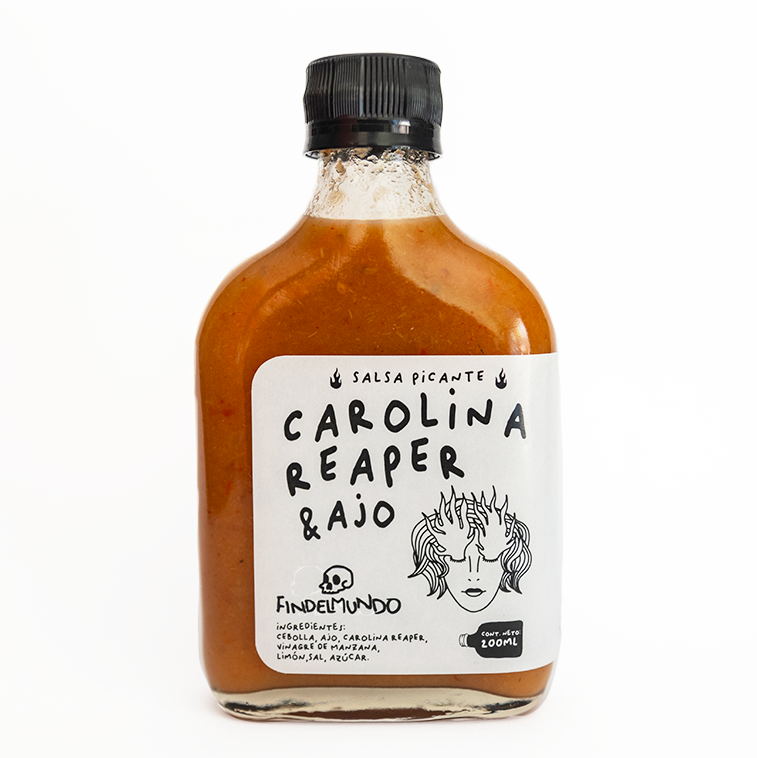 SALSA PiCANTE
CAROLiNA
REAPER
& AJO
FINDELMUNDO
iNGREDiENTES:
CEBOLLA, AJO, CAROLINA REAPER,
ViNAGRE DE MANZANA,
LIMÓN, SAL, AZÚCAR.
CONT. NETO:
200ML